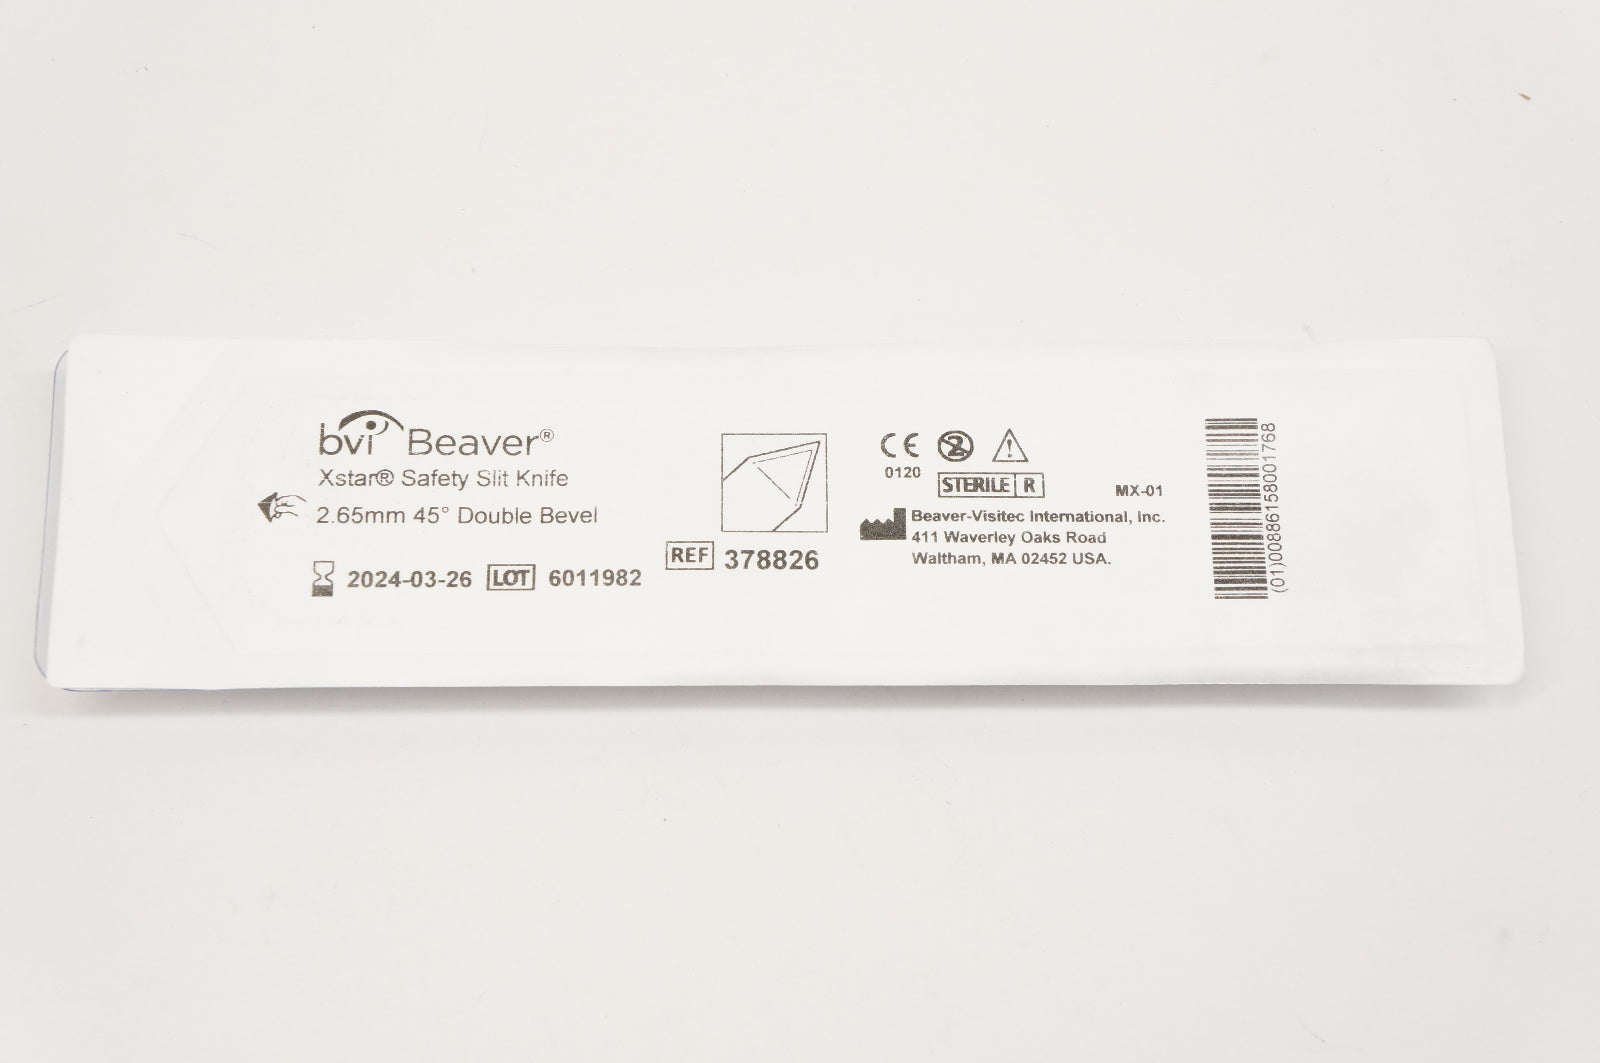 bvi Beaver®
Xstar® Safety Slit Knife
2.65mm 45° Double Bevel
2024-03-26 LOT 6011982
REF 378826
CE 2 !
0120
STERILE R
MX-01
Beaver-Visitec International, Inc.
411 Waverley Oaks Road
Waltham, MA 02452 USA.
(01)00886158001768